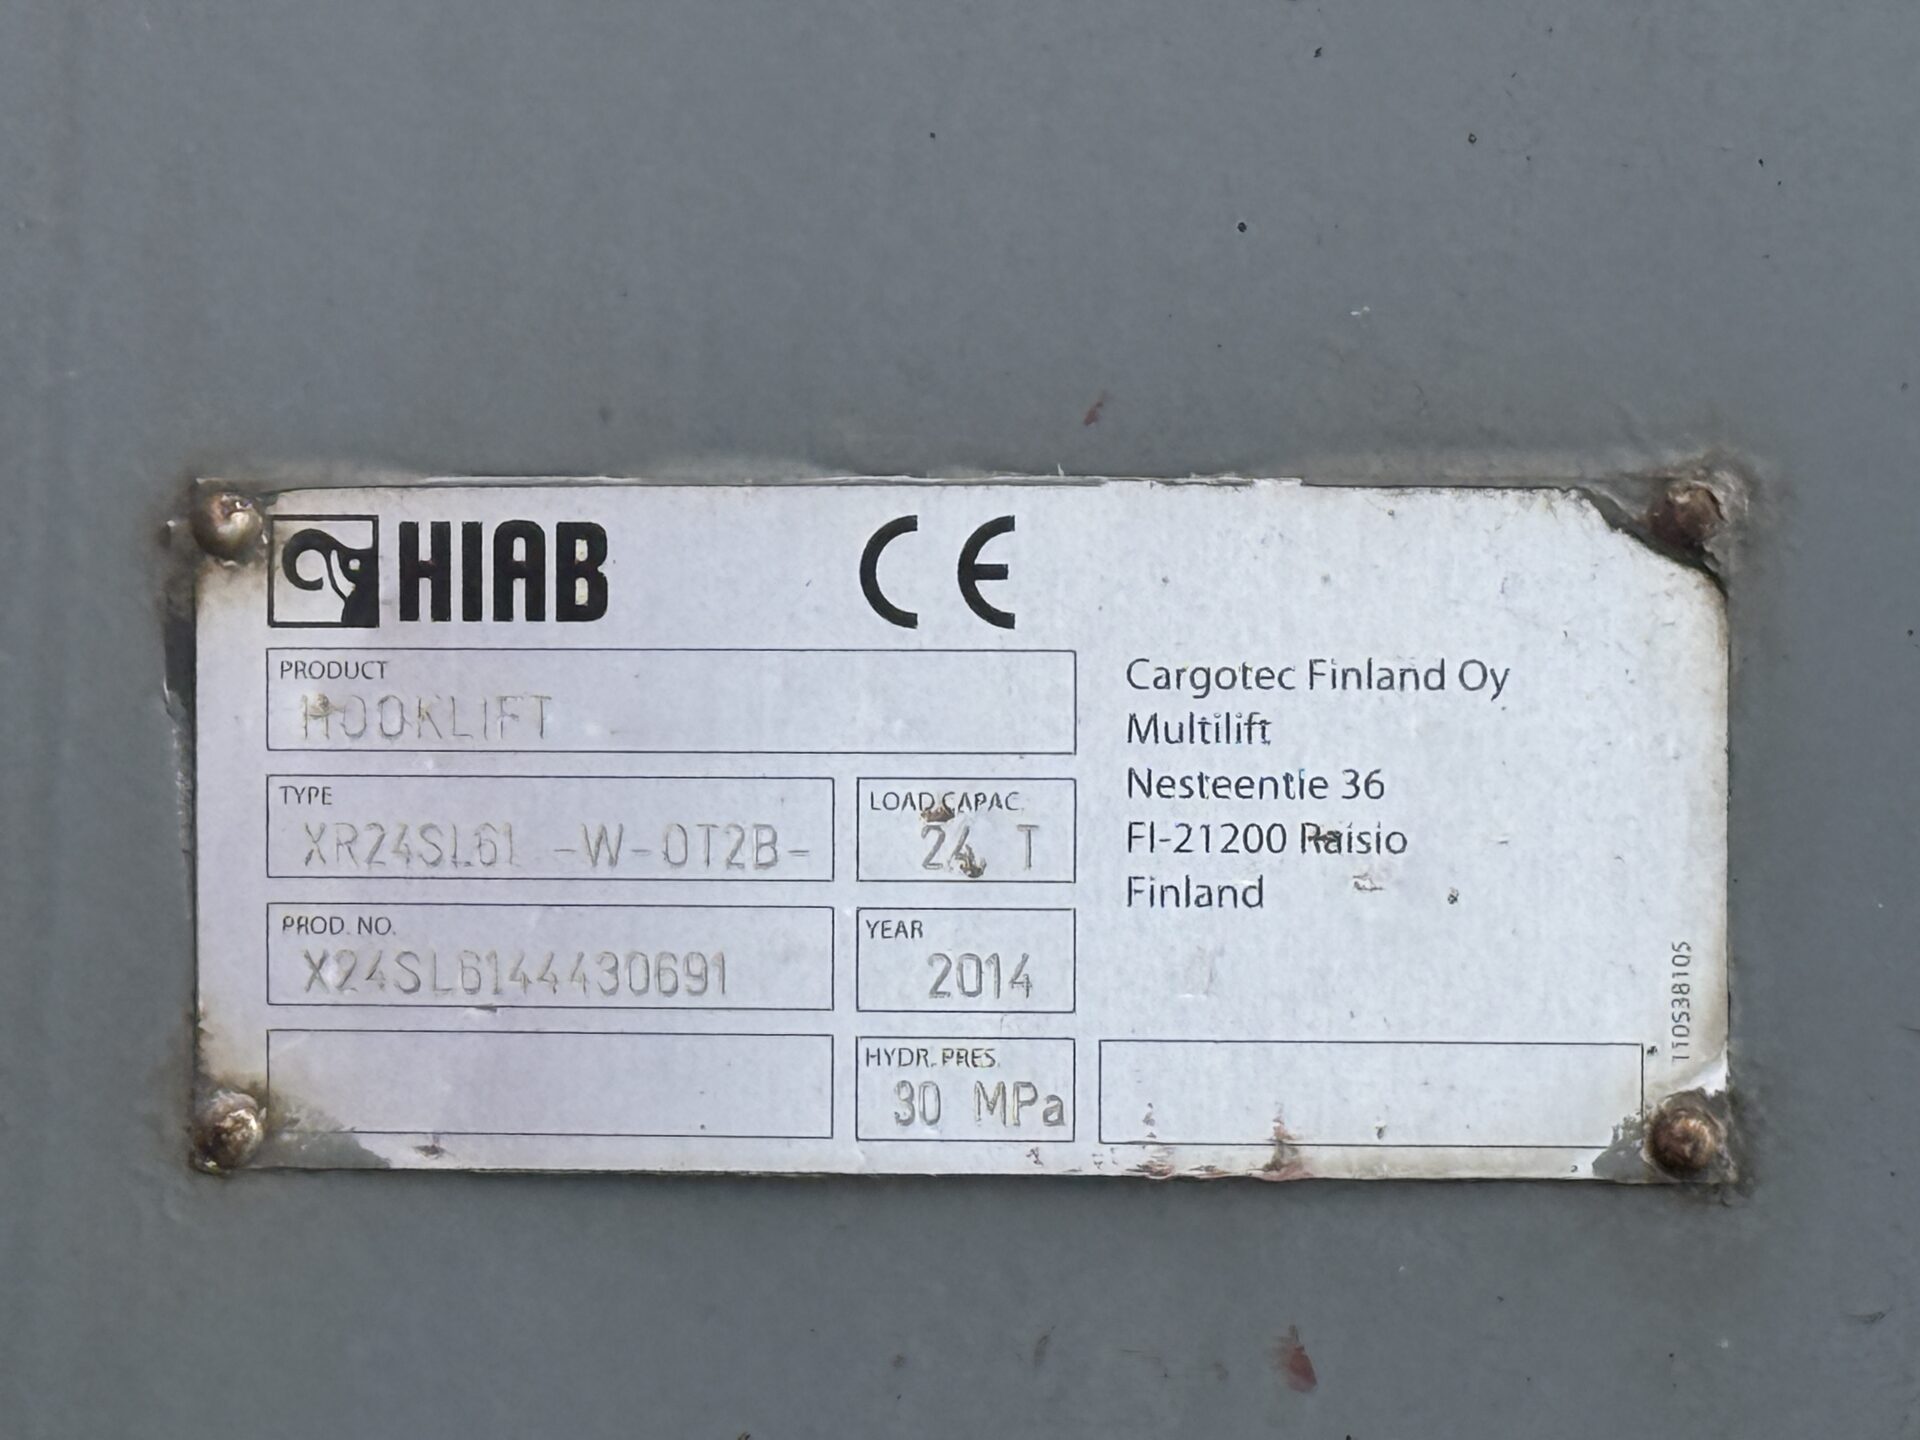 HIAB CE
PRODUCT
HOOKLIFT
TYPE
XR24SL61 -W-OT2B-
LOAD CAPAC.
24 T
PROD. NO.
X24SL6144430691
YEAR
2014
HYDR. PRES.
30 MPa
Cargotec Finland Oy
Multilift
Nesteentie 36
FI-21200 Raisio
Finland
110538105